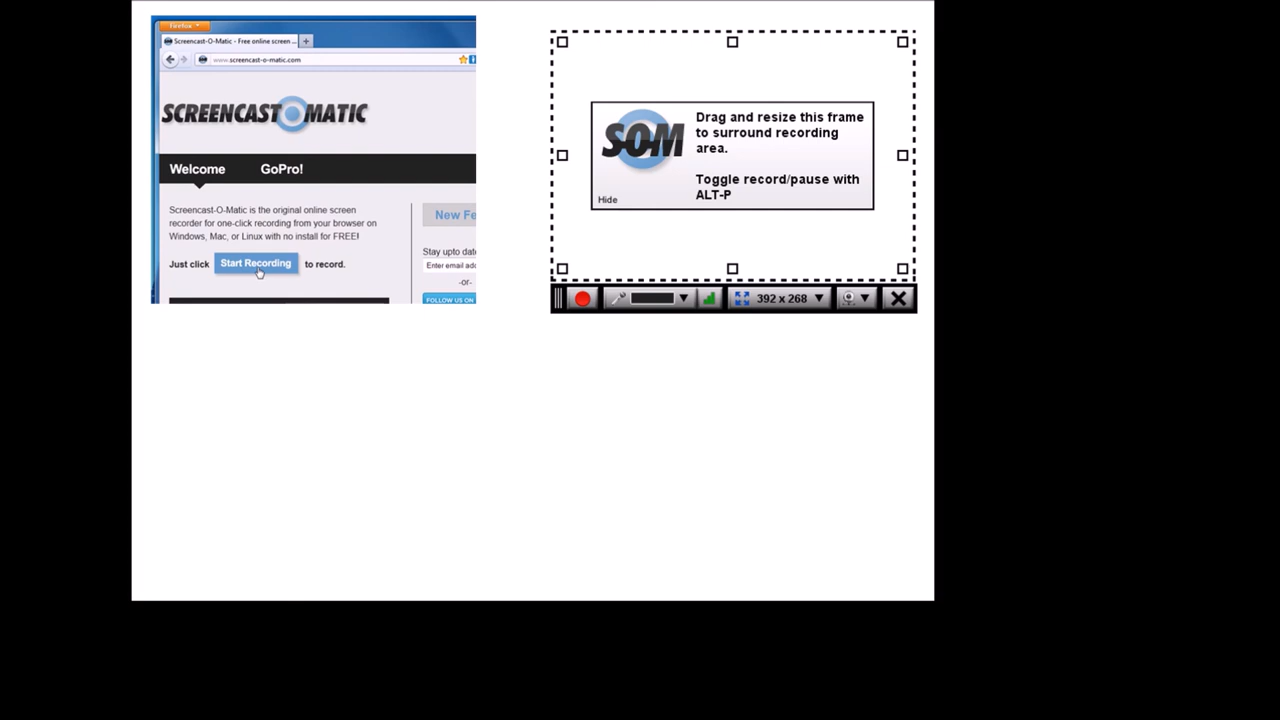 Firefox
Screencast-O-Matic - Free online screen ...
www.screencast-o-matic.com
SCREENCAST O MATIC
Welcome GoPro!
Screencast-O-Matic is the original online screen
recorder for one-click recording from your browser on
Windows, Mac, or Linux with no install for FREE!
Just click Start Recording to record.
New Fe
Stay upto date
Enter email add
-or-
FOLLOW US ON
SOM
Drag and resize this frame
to surround recording
area.
Toggle record/pause with
ALT-P
Hide
392 x 268